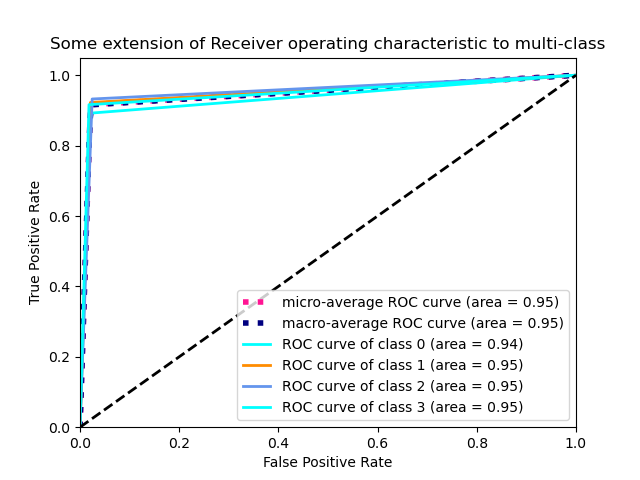 Some extension of Receiver operating characteristic to multi-class
1.0
0.8
0.6
0.4
0.2
0.0
True Positive Rate
micro-average ROC curve (area = 0.95)
macro-average ROC curve (area = 0.95)
ROC curve of class 0 (area = 0.94)
ROC curve of class 1 (area = 0.95)
ROC curve of class 2 (area = 0.95)
ROC curve of class 3 (area = 0.95)
0.0 0.2 0.4 0.6 0.8 1.0
False Positive Rate